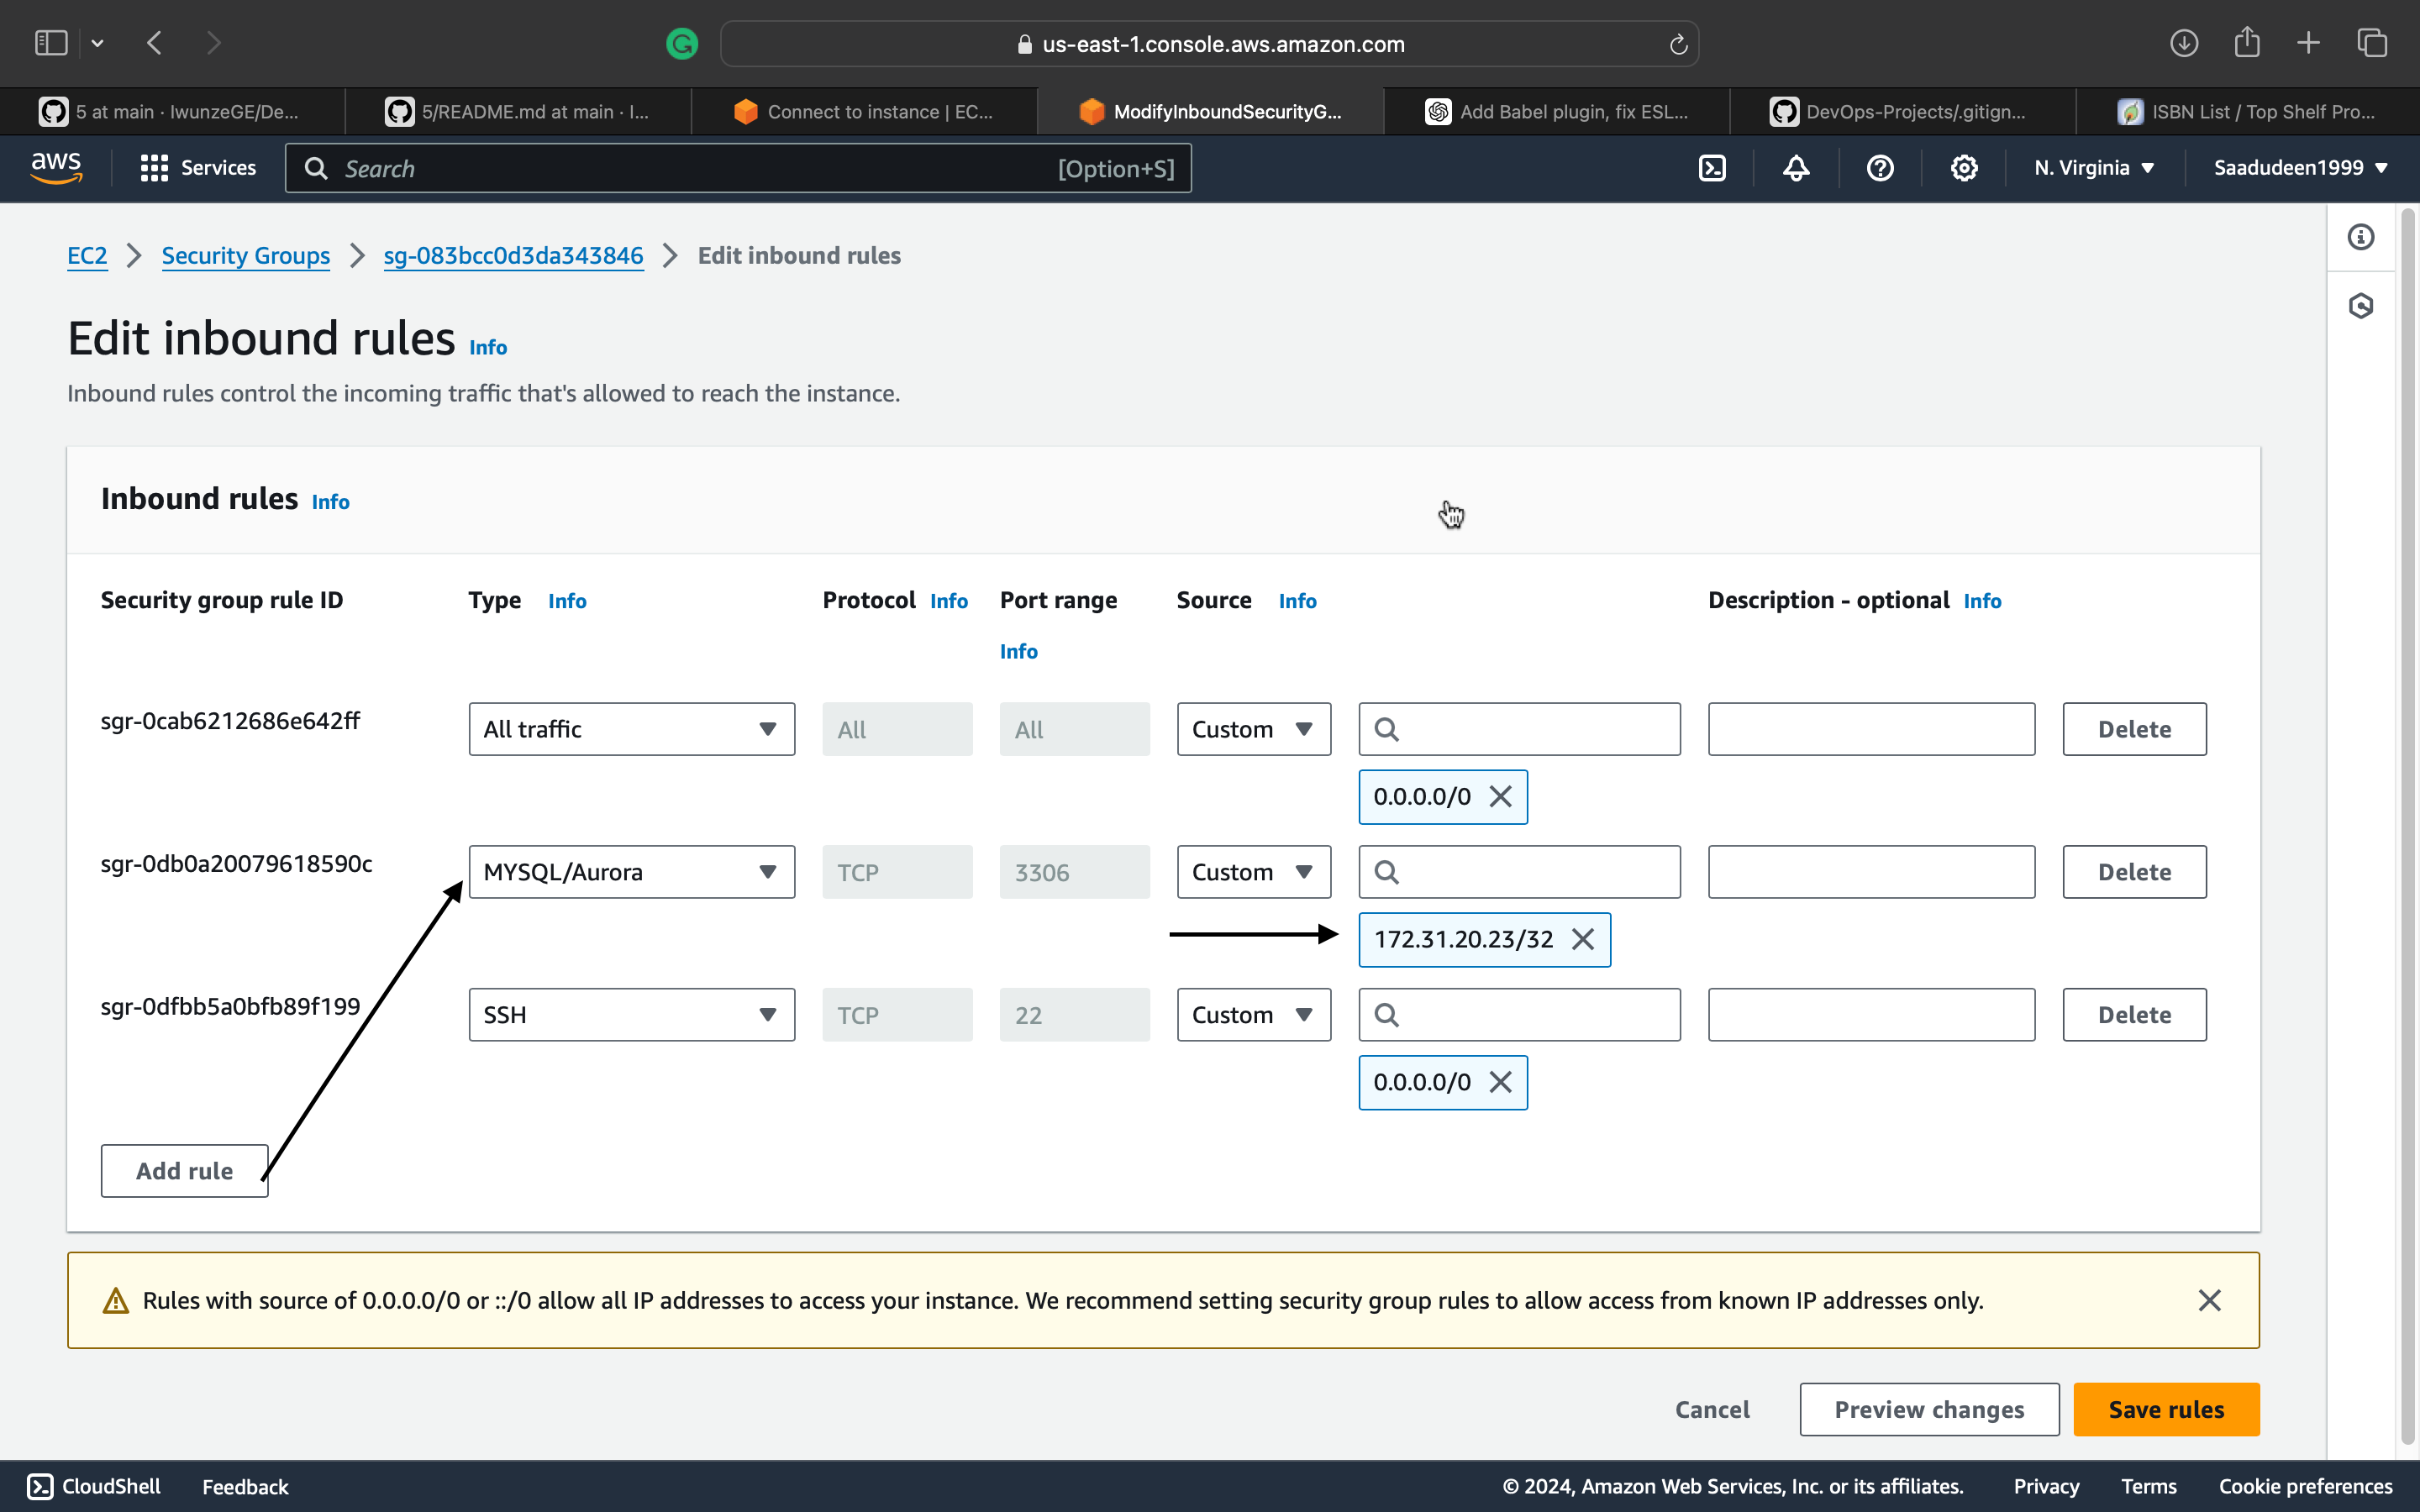 us-east-1.console.aws.amazon.com
5 at main · IwunzeGE/De...
5/README.md at main · I...
Connect to instance | EC...
ModifyInboundSecurityG...
Add Babel plugin, fix ESL...
DevOps-Projects/.gitign...
ISBN List / Top Shelf Pro...
aws
Services
Search
[Option+S]
N. Virginia
Saadudeen1999
EC2 Security Groups sg-083bcc0d3da343846 Edit inbound rules
Edit inbound rules Info
Inbound rules control the incoming traffic that's allowed to reach the instance.
Inbound rules Info
Security group rule ID Type Info Protocol Info Port range Source Info Description - optional Info
Info
sgr-0cab6212686e642ff All traffic All All Custom Delete
0.0.0.0/0
sgr-0db0a20079618590c MYSQL/Aurora TCP 3306 Custom Delete
172.31.20.23/32
sgr-0dfbb5a0bfb89f199 SSH TCP 22 Custom Delete
0.0.0.0/0
Add rule
Rules with source of 0.0.0.0/0 or ::/0 allow all IP addresses to access your instance. We recommend setting security group rules to allow access from known IP addresses only.
Cancel Preview changes Save rules
CloudShell Feedback © 2024, Amazon Web Services, Inc. or its affiliates. Privacy Terms Cookie preferences